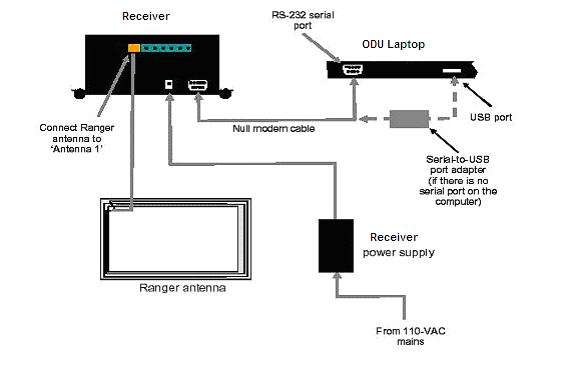 Receiver
RS-232 serial
port
ODU Laptop
Connect Ranger
antenna to
'Antenna 1'
Null modem cable
USB port
Serial-to-USB
port adapter
(if there is no
serial port on the
computer)
Ranger antenna
Receiver
power supply
From 110-VAC
mains